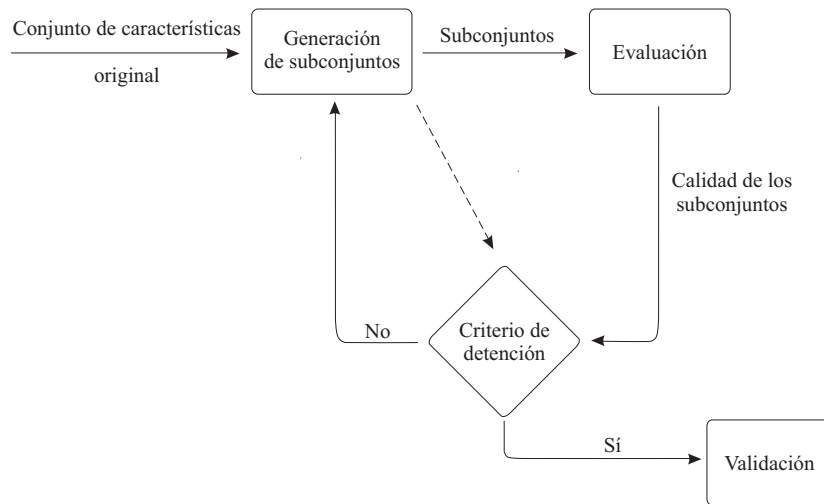 Conjunto de características
original
Generación
de subconjuntos
Subconjuntos
Evaluación
Calidad de los
subconjuntos
Criterio de
detención
No
Sí
Validación